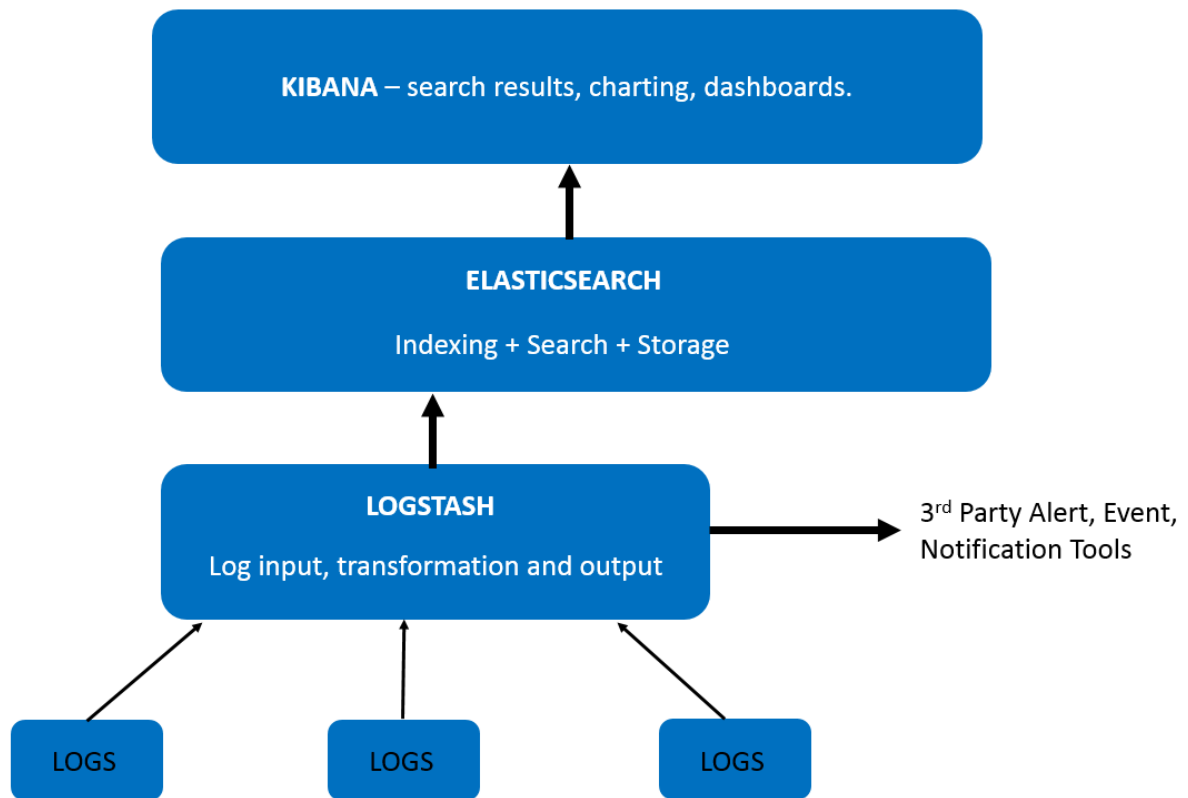 KIBANA – search results, charting, dashboards.
ELASTICSEARCH
Indexing + Search + Storage
LOGSTASH
Log input, transformation and output
3rd Party Alert, Event,
Notification Tools
LOGS
LOGS
LOGS